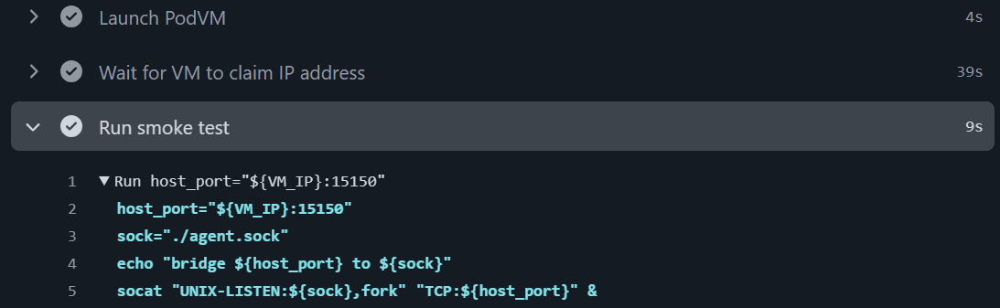 Launch PodVM 4s
Wait for VM to claim IP address 39s
Run smoke test 9s
1 ▼ Run host_port="${VM_IP}:15150"
2 host_port="${VM_IP}:15150"
3 sock="./agent.sock"
4 echo "bridge ${host_port} to ${sock}"
5 socat "UNIX-LISTEN:${sock},fork" "TCP:${host_port}" &